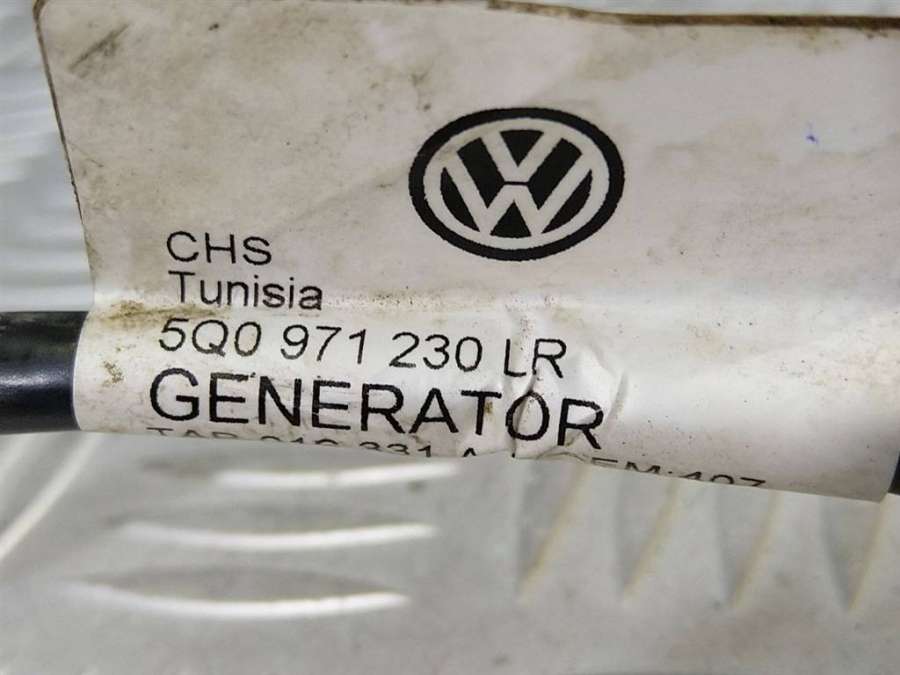 CHS
Tunisia
5Q0 971 230 LR
GENERATOR